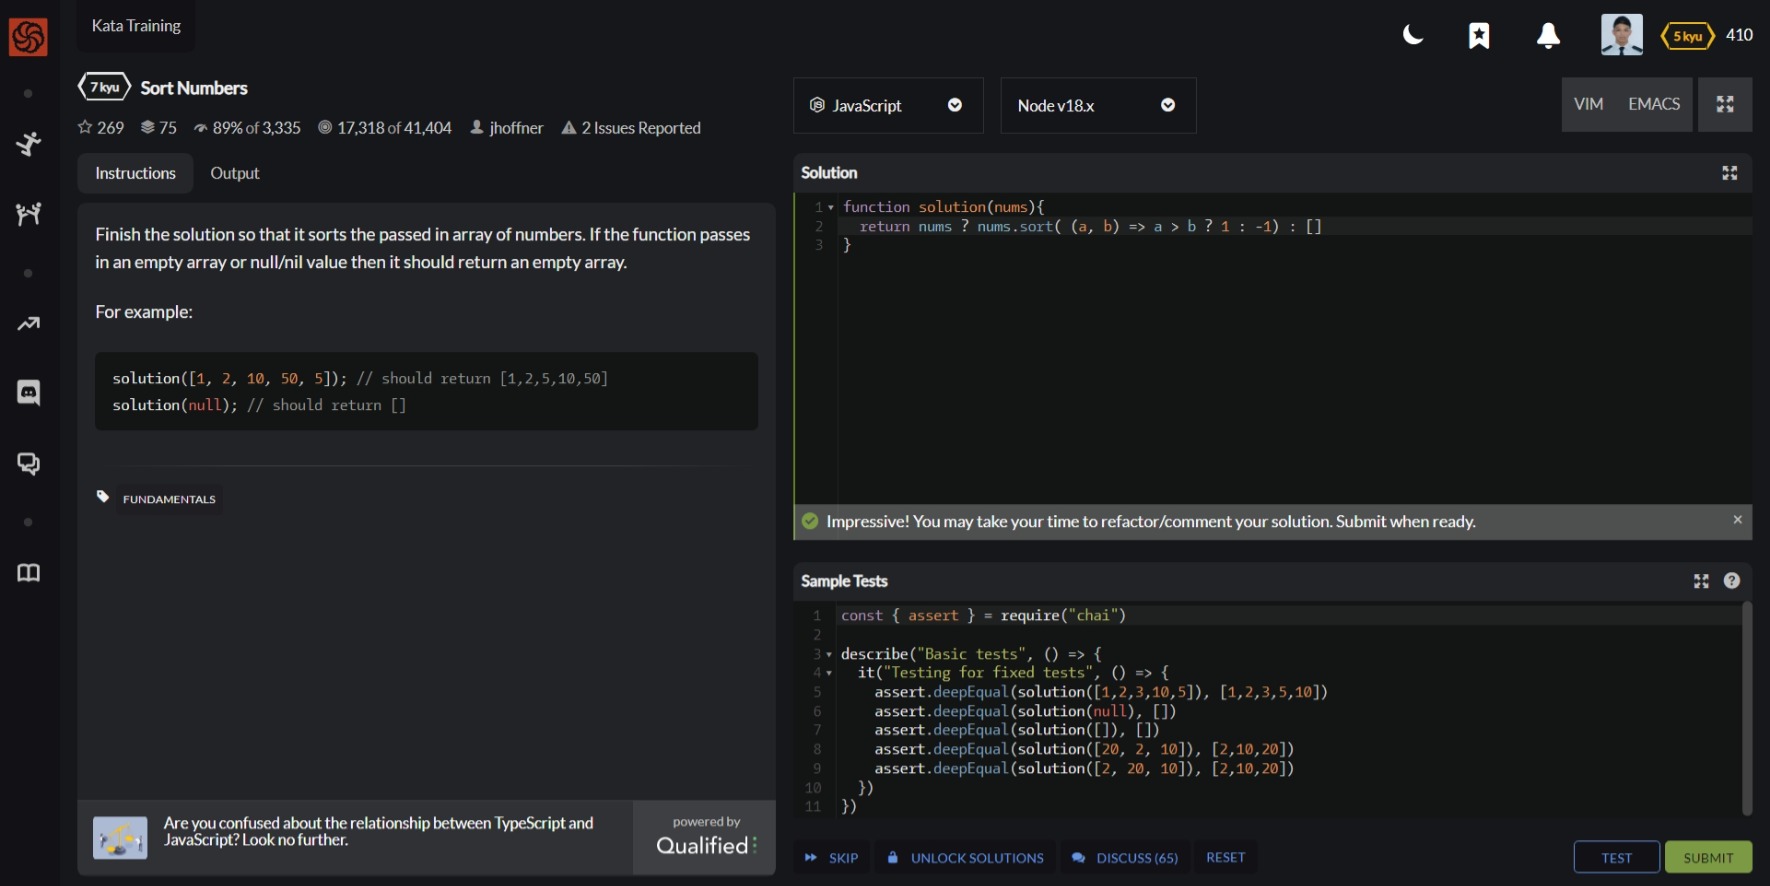 Kata Training
5 kyu 410
7 kyu Sort Numbers
269 75 89% of 3,335 17,318 of 41,404 jhoffner 2 Issues Reported
Instructions Output
Finish the solution so that it sorts the passed in array of numbers. If the function passes
in an empty array or null/nil value then it should return an empty array.
For example:
solution([1, 2, 10, 50, 5]); // should return [1,2,5,10,50]
solution(null); // should return []
FUNDAMENTALS
Are you confused about the relationship between TypeScript and
JavaScript? Look no further.
powered by
Qualified
JavaScript Node v18.x VIM EMACS
Solution
1 function solution(nums){
2 return nums ? nums.sort( (a, b) => a > b ? 1 : -1) : []
3 }
Impressive! You may take your time to refactor/comment your solution. Submit when ready.
Sample Tests
1 const { assert } = require("chai")
2
3 describe("Basic tests", () => {
4 it("Testing for fixed tests", () => {
5 assert.deepEqual(solution([1,2,3,10,5]), [1,2,3,5,10])
6 assert.deepEqual(solution(null), [])
7 assert.deepEqual(solution([]), [])
8 assert.deepEqual(solution([20, 2, 10]), [2,10,20])
9 assert.deepEqual(solution([2, 20, 10]), [2,10,20])
10 })
11 })
SKIP UNLOCK SOLUTIONS DISCUSS (65) RESET TEST SUBMIT